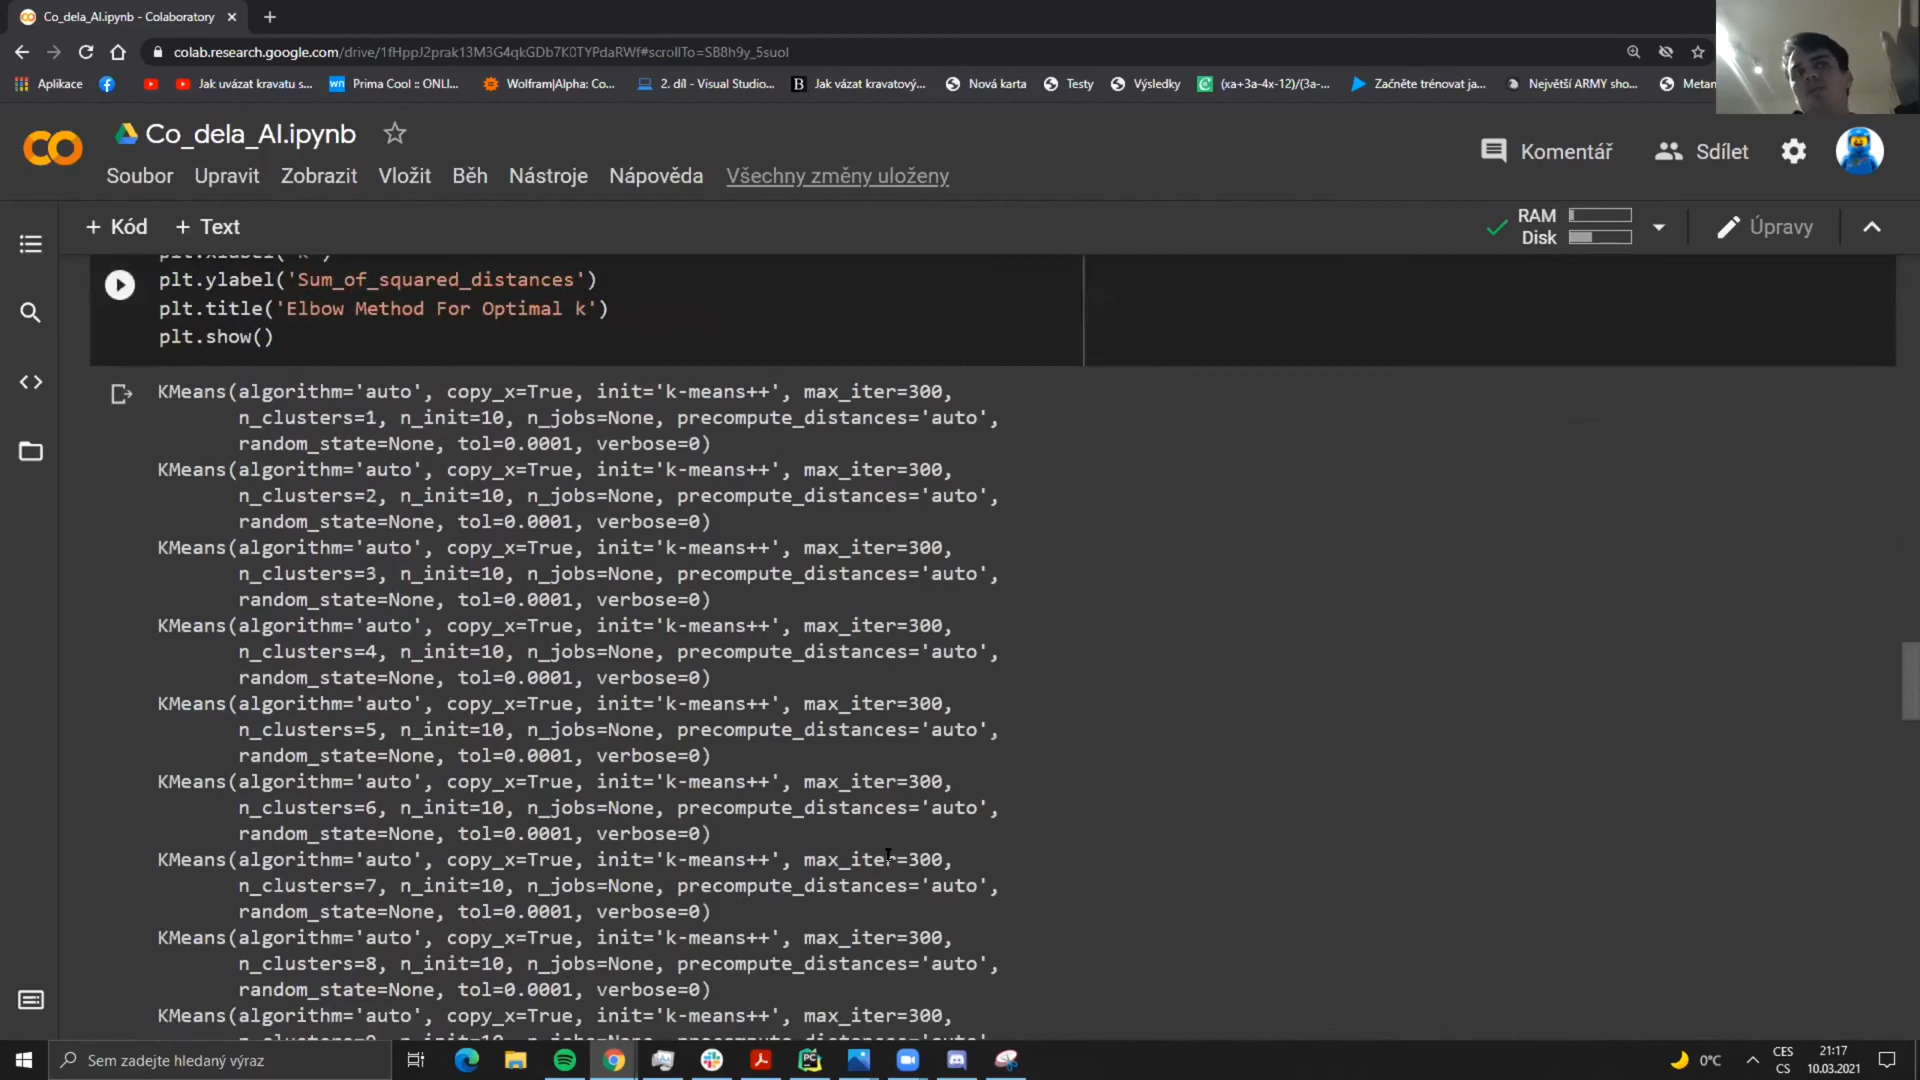 Co_dela_AI.ipynb - Colaboratory
colab.research.google.com/drive/1fHppJ2prak13M3G4qkGDb7K0TYPdaRWf#scrollTo=SB8h9y_5suol
Aplikace
Jak uvázat kravatu s...
wn Prima Cool :: ONLI...
Wolfram|Alpha: Co...
2. díl - Visual Studio...
B Jak vázat kravatový...
Nová karta
Testy
Výsledky
(xa+3a-4x-12)/(3a-...
Začněte trénovat ja...
Největší ARMY sho...
Metan
Co_dela_AI.ipynb
Komentář
Sdílet
Soubor Upravit Zobrazit Vložit Běh Nástroje Nápověda Všechny změny uloženy
+ Kód + Text
RAM
Disk
Úpravy
plt.xlabel('k')
plt.ylabel('Sum_of_squared_distances')
plt.title('Elbow Method For Optimal k')
plt.show()
KMeans(algorithm='auto', copy_x=True, init='k-means++', max_iter=300,
n_clusters=1, n_init=10, n_jobs=None, precompute_distances='auto',
random_state=None, tol=0.0001, verbose=0)
KMeans(algorithm='auto', copy_x=True, init='k-means++', max_iter=300,
n_clusters=2, n_init=10, n_jobs=None, precompute_distances='auto',
random_state=None, tol=0.0001, verbose=0)
KMeans(algorithm='auto', copy_x=True, init='k-means++', max_iter=300,
n_clusters=3, n_init=10, n_jobs=None, precompute_distances='auto',
random_state=None, tol=0.0001, verbose=0)
KMeans(algorithm='auto', copy_x=True, init='k-means++', max_iter=300,
n_clusters=4, n_init=10, n_jobs=None, precompute_distances='auto',
random_state=None, tol=0.0001, verbose=0)
KMeans(algorithm='auto', copy_x=True, init='k-means++', max_iter=300,
n_clusters=5, n_init=10, n_jobs=None, precompute_distances='auto',
random_state=None, tol=0.0001, verbose=0)
KMeans(algorithm='auto', copy_x=True, init='k-means++', max_iter=300,
n_clusters=6, n_init=10, n_jobs=None, precompute_distances='auto',
random_state=None, tol=0.0001, verbose=0)
KMeans(algorithm='auto', copy_x=True, init='k-means++', max_iter=300,
n_clusters=7, n_init=10, n_jobs=None, precompute_distances='auto',
random_state=None, tol=0.0001, verbose=0)
KMeans(algorithm='auto', copy_x=True, init='k-means++', max_iter=300,
n_clusters=8, n_init=10, n_jobs=None, precompute_distances='auto',
random_state=None, tol=0.0001, verbose=0)
KMeans(algorithm='auto', copy_x=True, init='k-means++', max_iter=300,
Sem zadejte hledaný výraz
0°C
CES
CS
21:17
10.03.2021